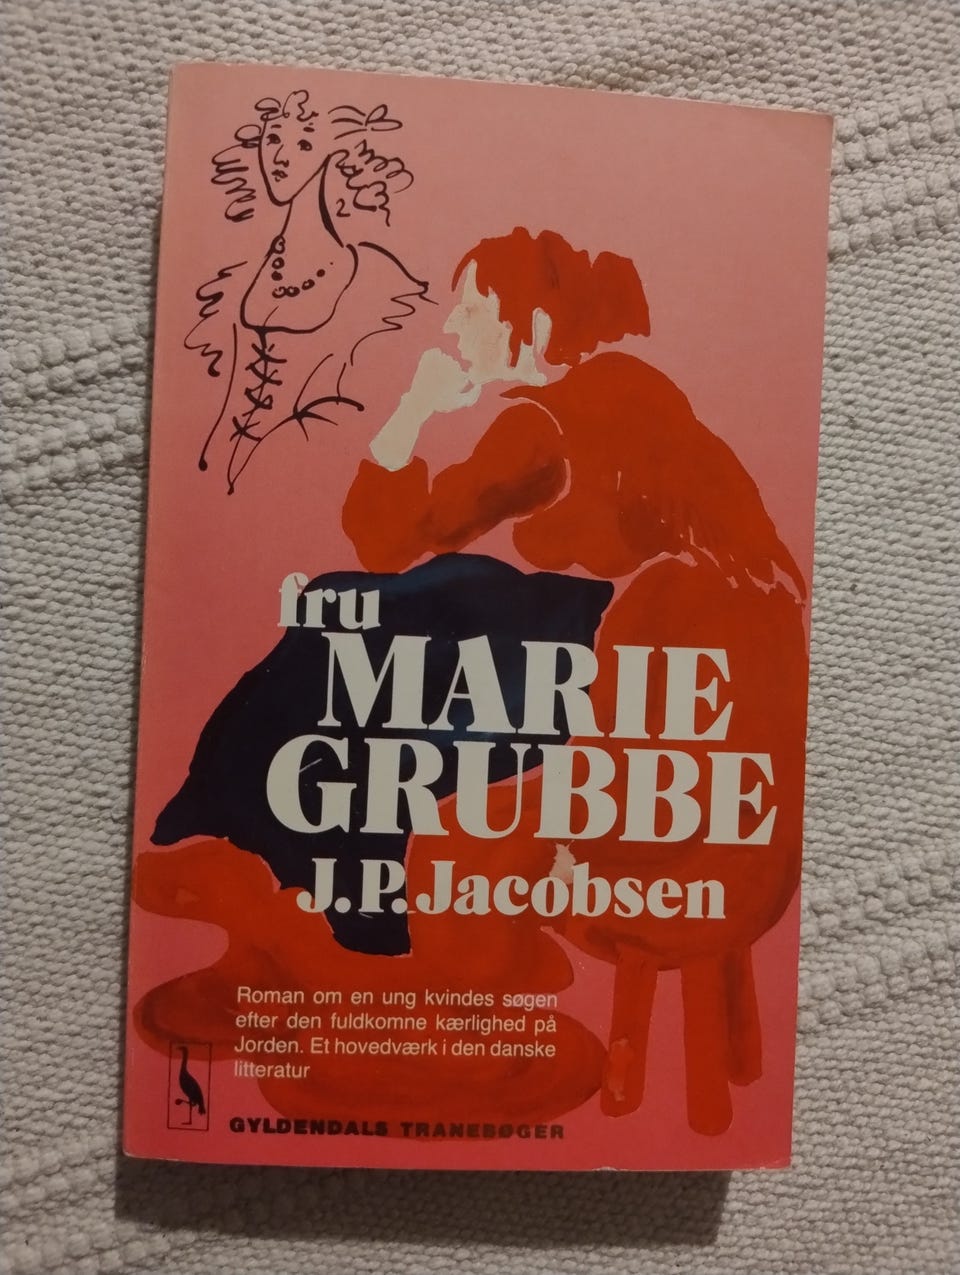 fru
MARIE
GRUBBE
J.P. Jacobsen
Roman om en ung kvindes søgen
efter den fuldkomne kærlighed på
Jorden. Et hovedværk i den danske
litteratur
GYLDENDALS TRANEBØGER